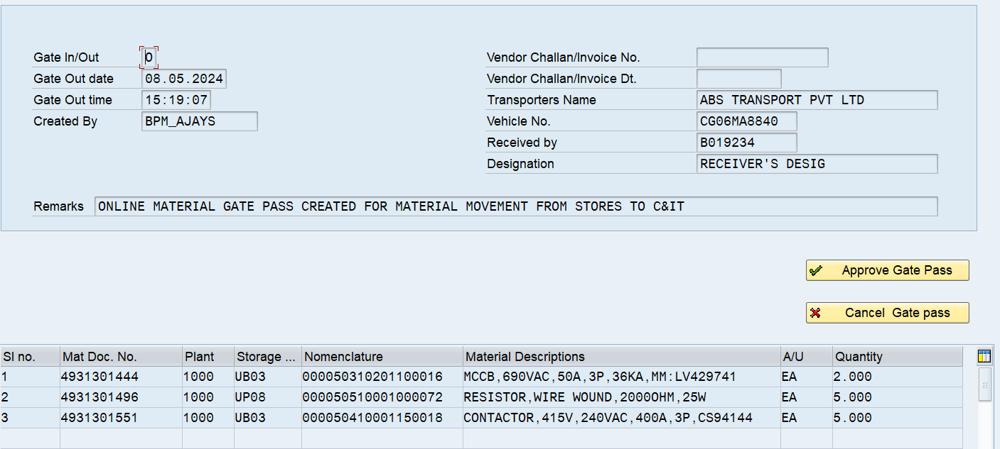 Gate In/Out O Vendor Challan/Invoice No.
Gate Out date 08.05.2024 Vendor Challan/Invoice Dt.
Gate Out time 15:19:07 Transporters Name ABS TRANSPORT PVT LTD
Created By BPM_AJAYS Vehicle No. CG06MA8840
Received by B019234
Designation RECEIVER'S DESIG
Remarks ONLINE MATERIAL GATE PASS CREATED FOR MATERIAL MOVEMENT FROM STORES TO C&IT
Approve Gate Pass
Cancel Gate pass
Sl no. Mat Doc. No. Plant Storage ... Nomenclature Material Descriptions A/U Quantity
1 4931301444 1000 UB03 000050310201100016 MCCB,690VAC,50A,3P,36KA,MM:LV429741 EA 2.000
2 4931301496 1000 UP08 000050510001000072 RESISTOR,WIRE WOUND,2000OHM,25W EA 5.000
3 4931301551 1000 UB03 000050410001150018 CONTACTOR,415V,240VAC,400A,3P,CS94144 EA 5.000